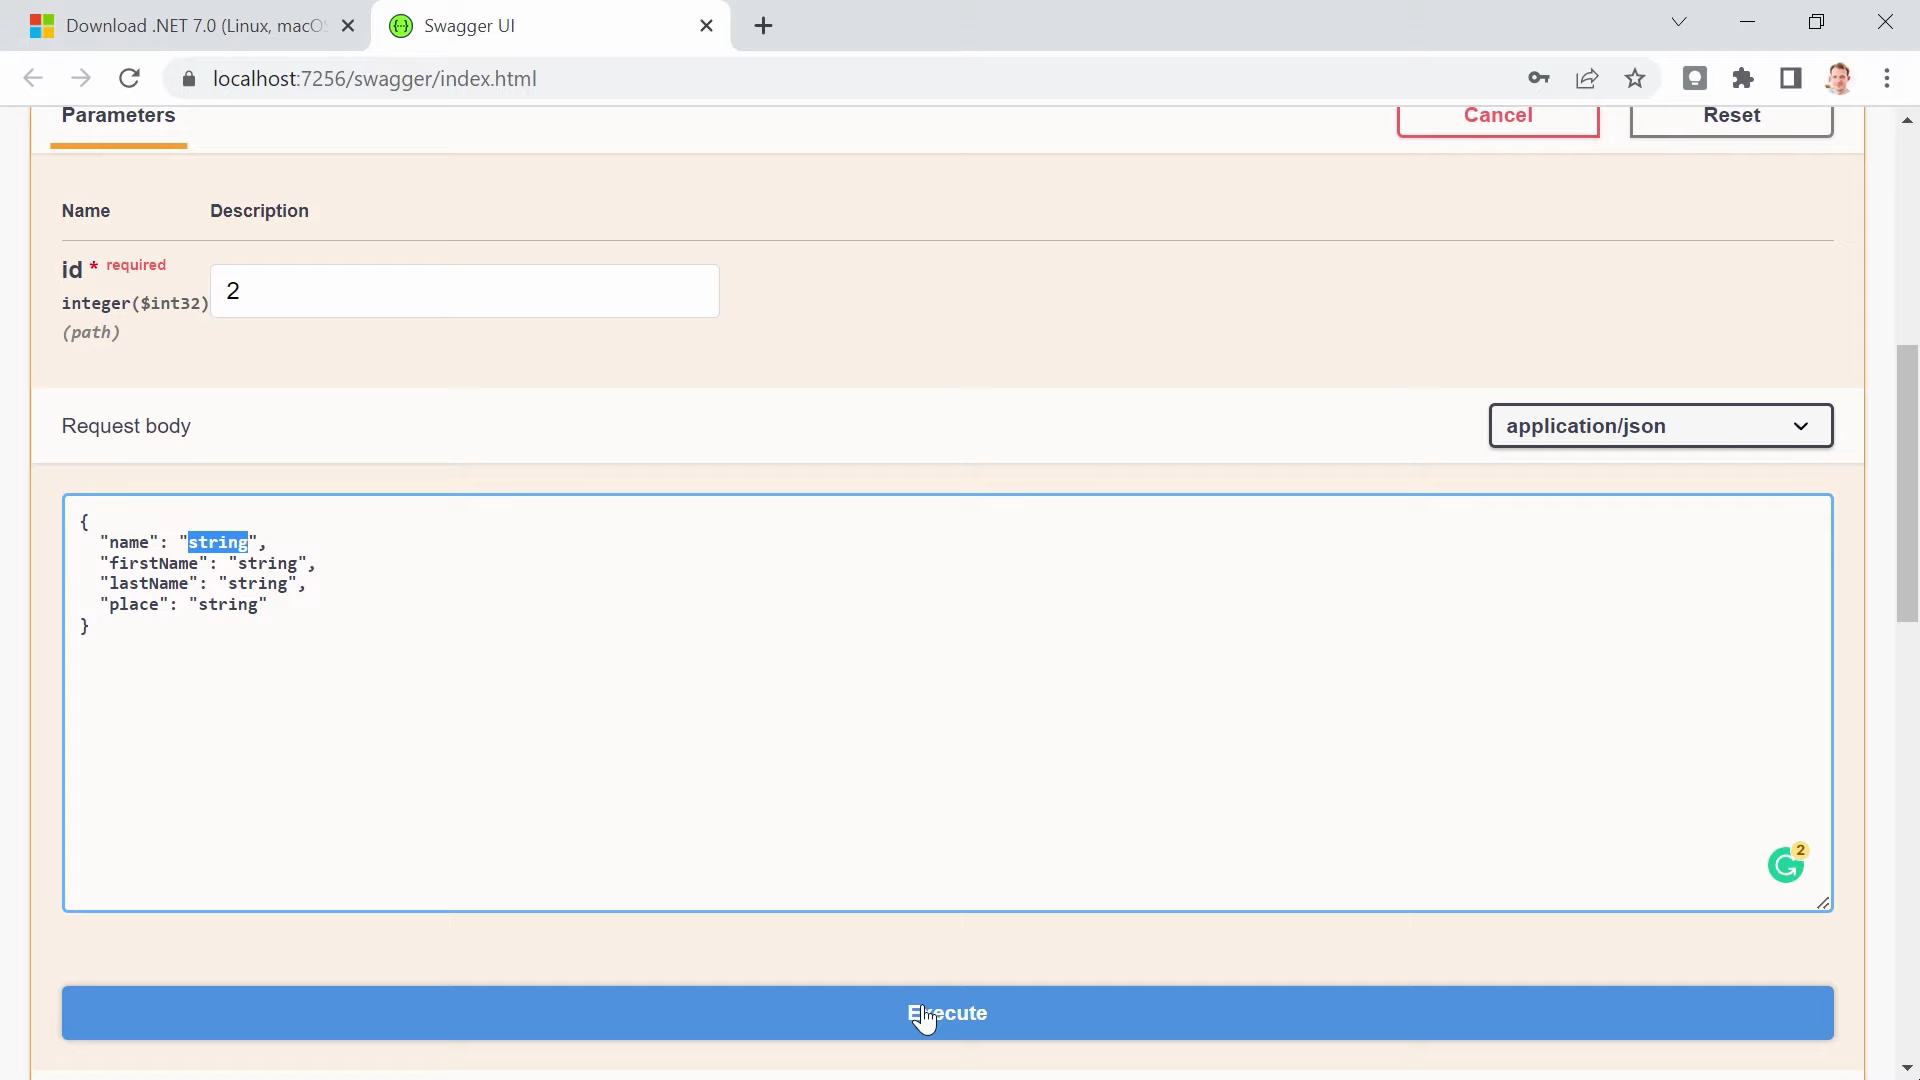 Download .NET 7.0 (Linux, macO
Swagger UI
localhost:7256/swagger/index.html
Parameters
Cancel
Reset
Name
Description
id * required
integer($int32)
(path)
2
Request body
application/json
{
"name": "string",
"firstName": "string",
"lastName": "string",
"place": "string"
}
2
Execute